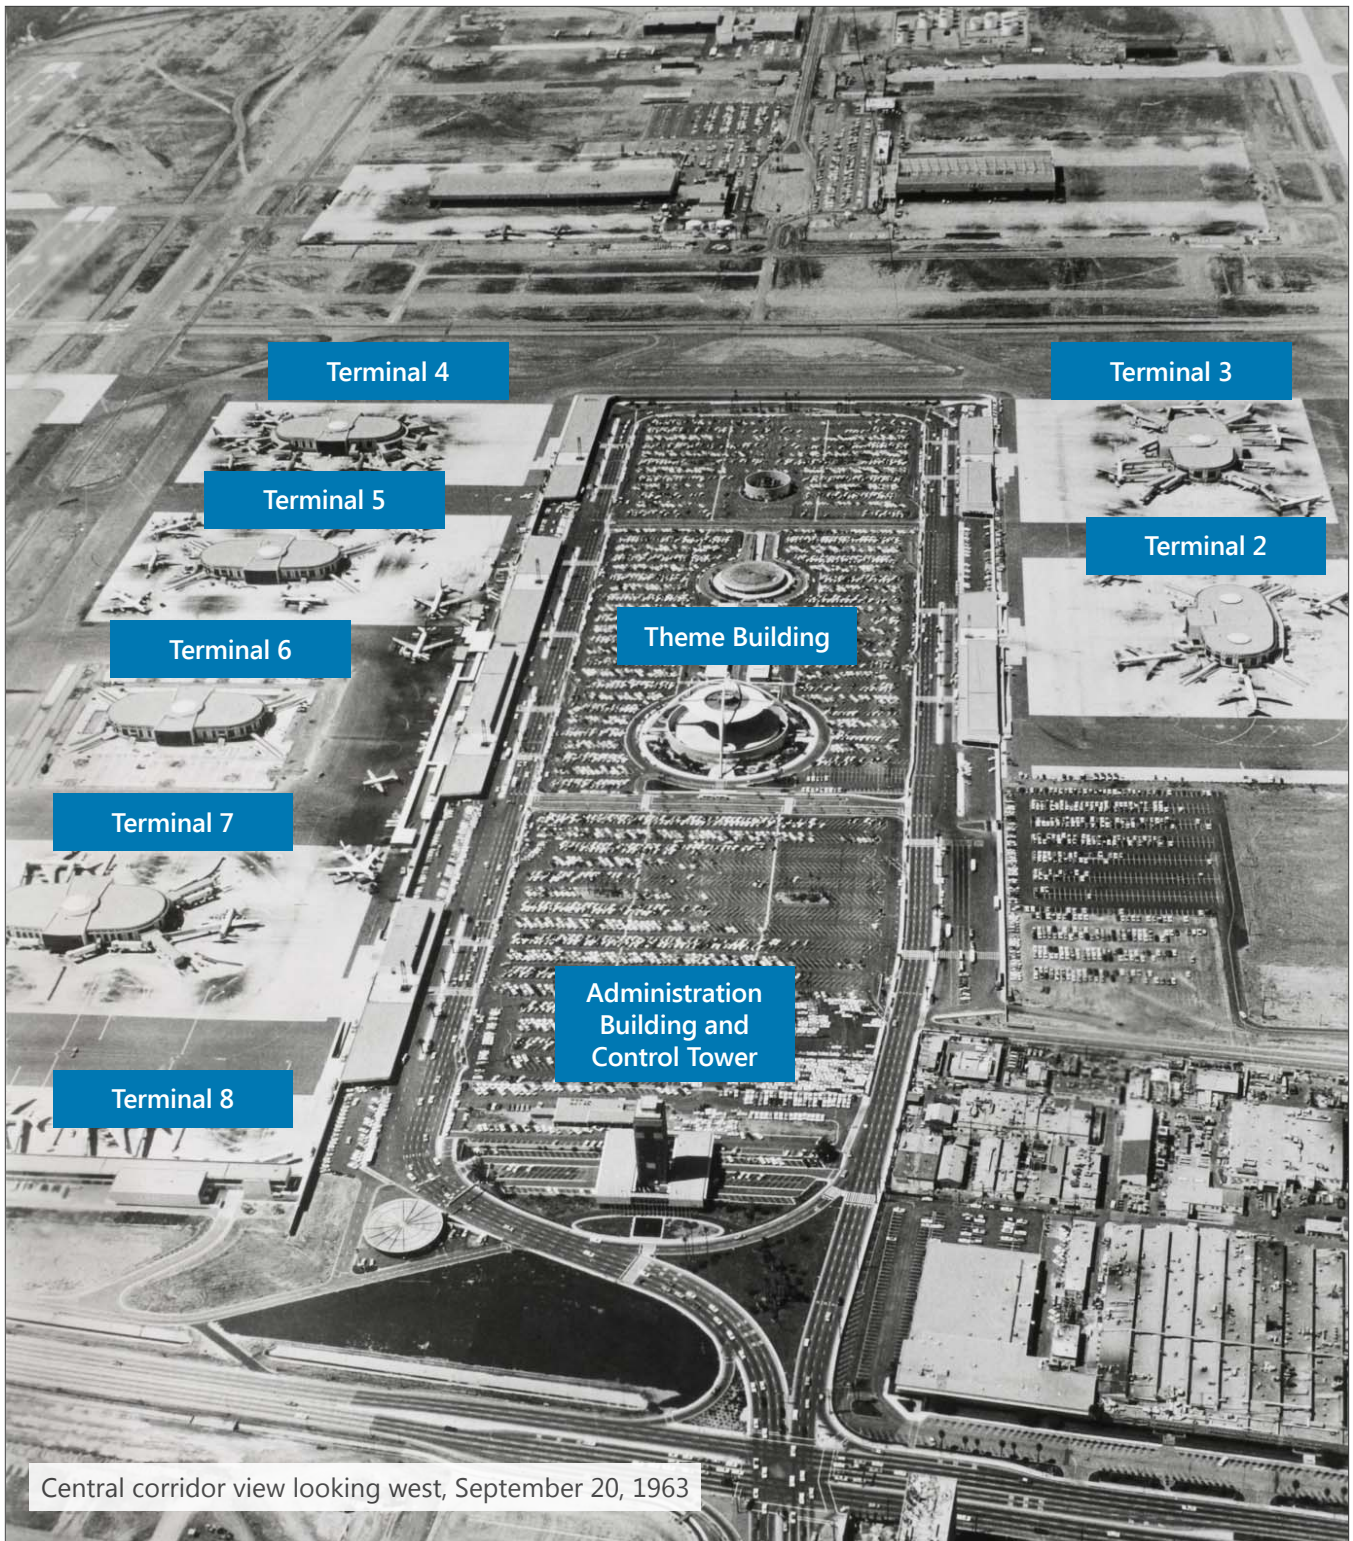 Terminal 4
Terminal 3
Terminal 5
Terminal 2
Theme Building
Terminal 6
Terminal 7
Administration
Building and
Control Tower
Terminal 8
Central corridor view looking west, September 20, 1963